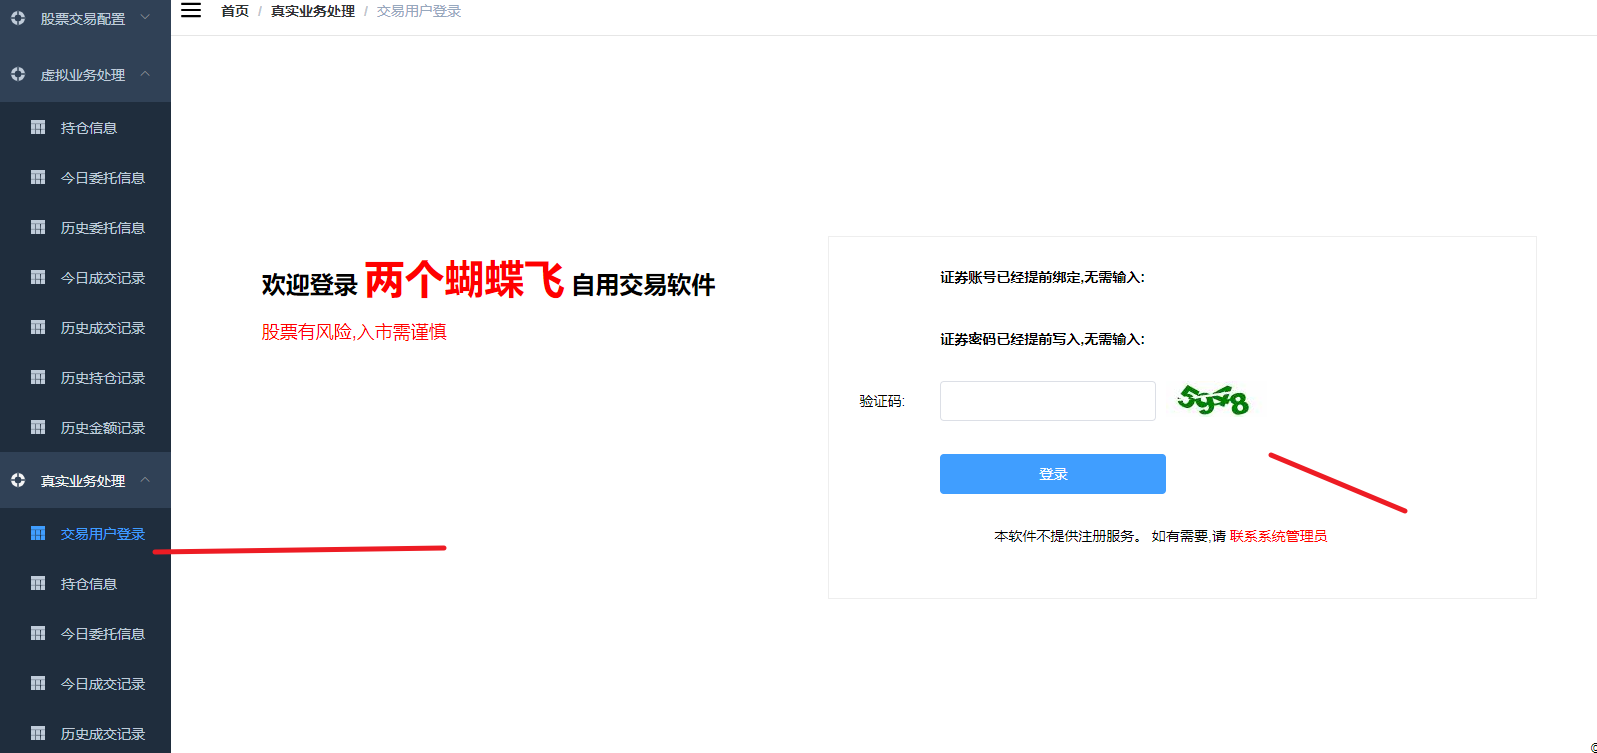 股票交易配置
虚拟业务处理
持仓信息
今日委托信息
历史委托信息
今日成交记录
历史成交记录
历史持仓记录
历史金额记录
真实业务处理
交易用户登录
持仓信息
今日委托信息
今日成交记录
历史成交记录
首页 / 真实业务处理 / 交易用户登录
欢迎登录 两个蝴蝶飞 自用交易软件
股票有风险,入市需谨慎
证券账号已经提前绑定,无需输入:
证券密码已经提前写入,无需输入:
验证码:
登录
本软件不提供注册服务。 如有需要,请 联系系统管理员